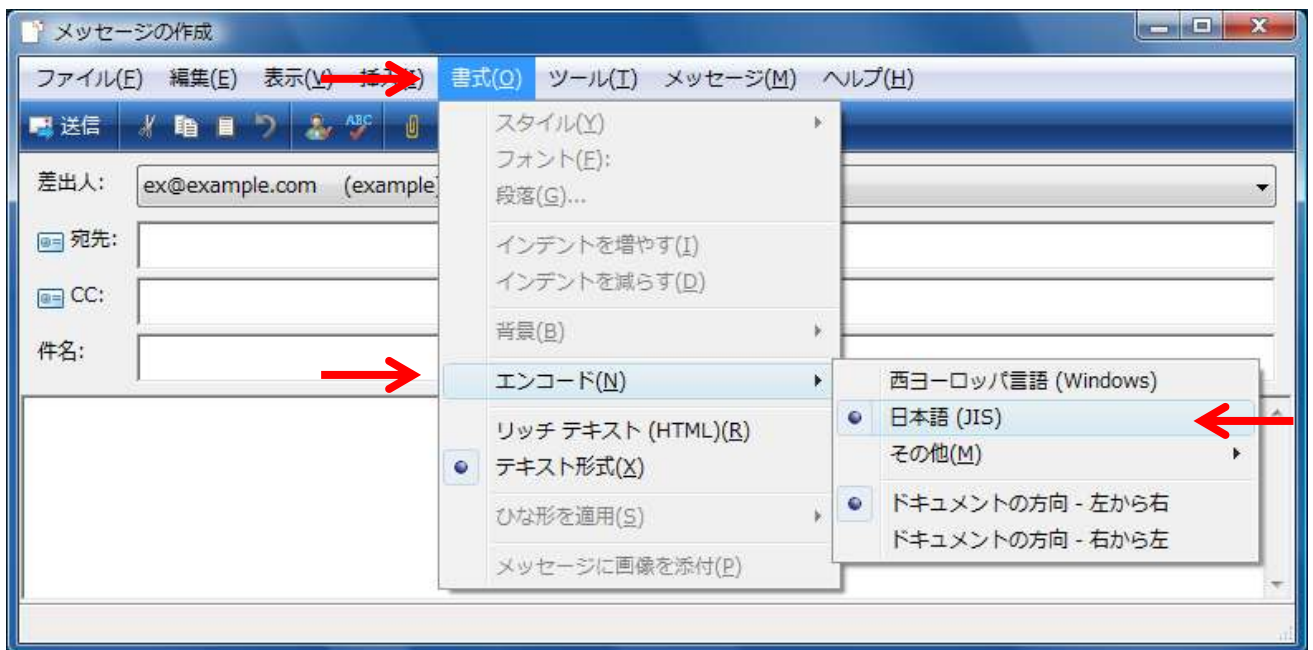 メッセージの作成
ファイル(F) 編集(E) 表示(V) 挿入(I) 書式(O) ツール(T) メッセージ(M) ヘルプ(H)
送信
ABC
スタイル(Y)
フォント(F):
段落(G)...
インデントを増やす(I)
インデントを減らす(D)
背景(B)
エンコード(N)
リッチ テキスト (HTML)(R)
テキスト形式(X)
ひな形を適用(S)
メッセージに画像を添付(P)
差出人: ex@example.com (example)
宛先:
CC:
件名:
西ヨーロッパ言語 (Windows)
日本語 (JIS)
その他(M)
ドキュメントの方向 - 左から右
ドキュメントの方向 - 右から左